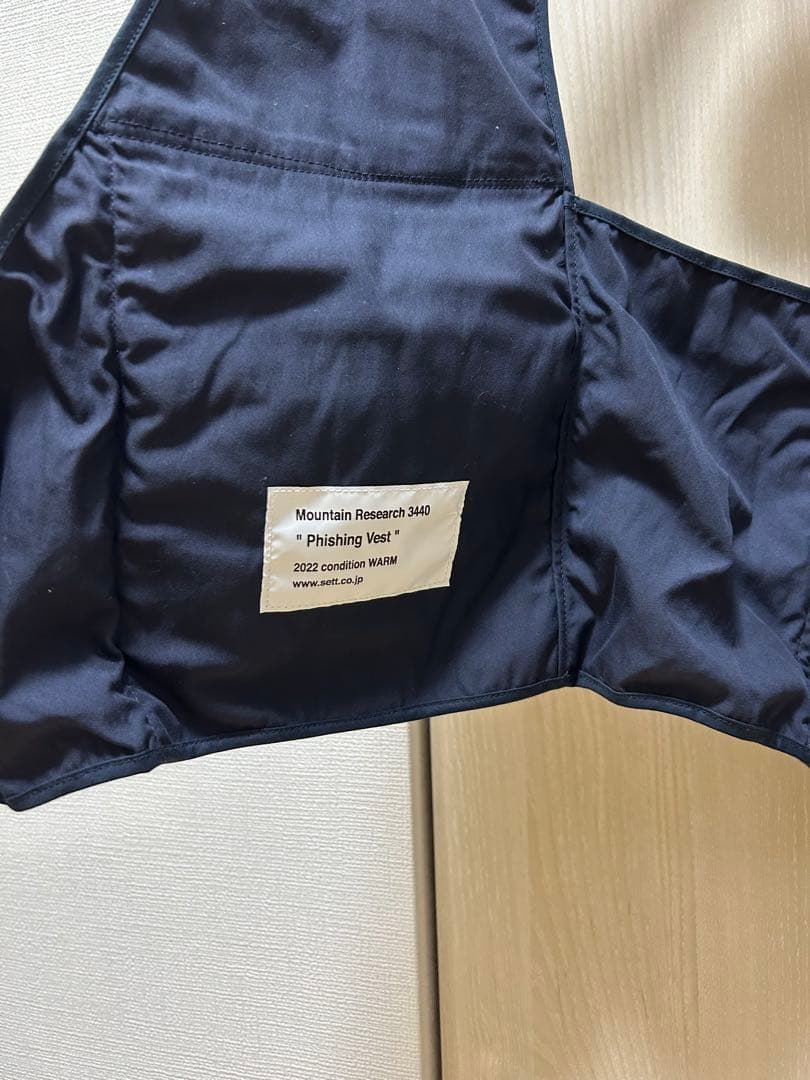 Mountain Research 3440
" Phishing Vest "
2022 condition WARM
www.sett.co.jp